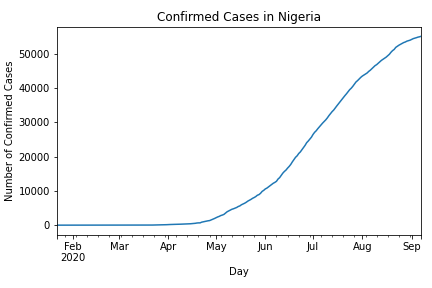 Confirmed Cases in Nigeria
Number of Confirmed Cases
50000
40000
30000
20000
10000
0
Feb Mar Apr May Jun Jul Aug Sep
2020
Day